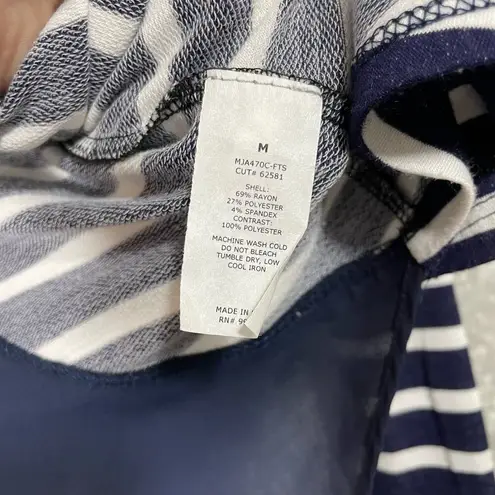 M
MJA470C-FTS
CUT# 62581
SHELL:
69% RAYON
27% POLYESTER
4% SPANDEX
CONTRAST:
100% POLYESTER
MACHINE WASH COLD
DO NOT BLEACH
TUMBLE DRY, LOW
COOL IRON
MADE IN
RN#